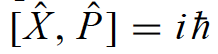 [X̂, P̂] = iħ